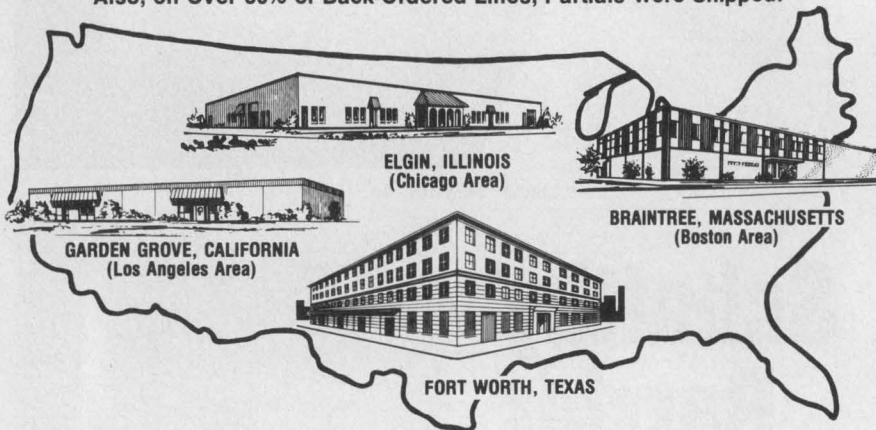 Also, on Over 50% of Back-Ordered Lines, Partials Were Shipped!
ELGIN, ILLINOIS
(Chicago Area)
BRAINTREE, MASSACHUSETTS
(Boston Area)
GARDEN GROVE, CALIFORNIA
(Los Angeles Area)
FORT WORTH, TEXAS